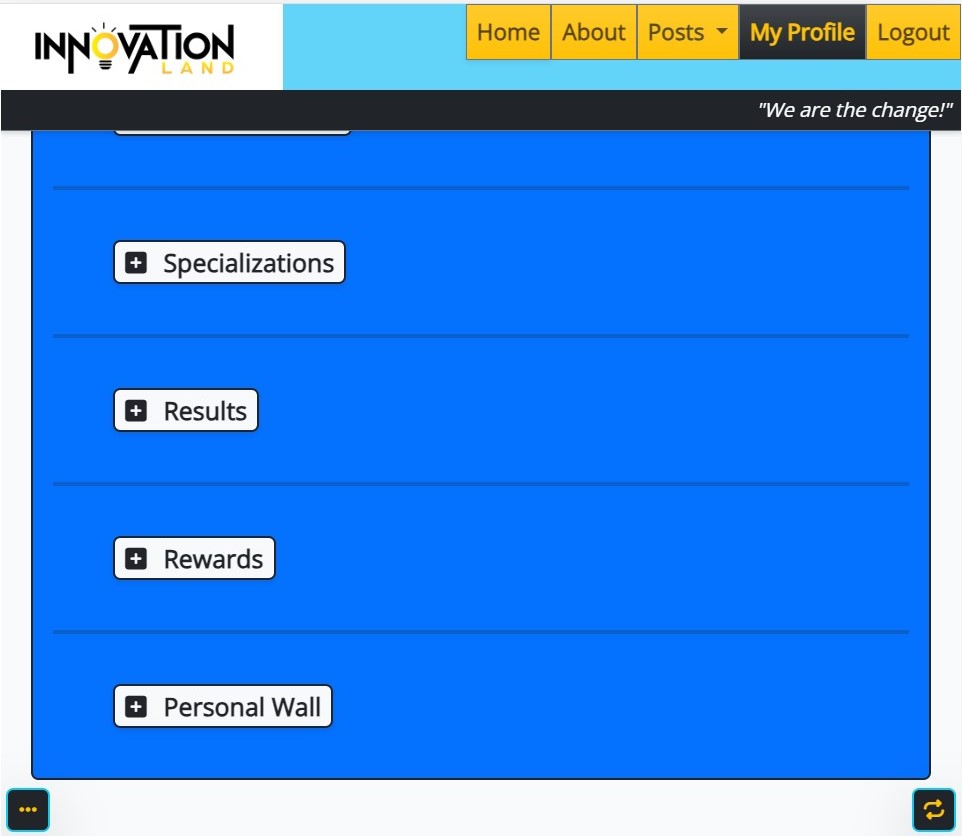 INNOVATION
LAND
Home About Posts My Profile Logout
"We are the change!"
Specializations
Results
Rewards
Personal Wall